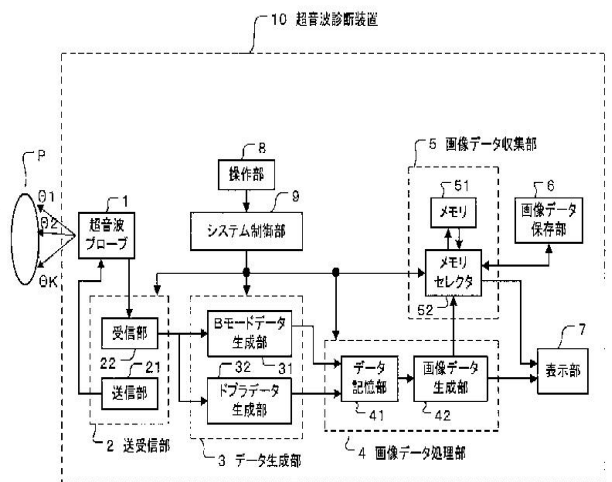 10 超音波診断装置
P
θ1
θ2
θK
1
超音波
プローブ
8
操作部
9
システム制御部
5 画像データ収集部
51
メモリ
メモリ
セレクタ
52
6
画像データ
保存部
受信部
22
21
送信部
2 送受信部
Bモードデータ
生成部
31
32
ドプラデータ
生成部
3 データ生成部
データ
記憶部
41
画像データ
生成部
42
4 画像データ処理部
7
表示部